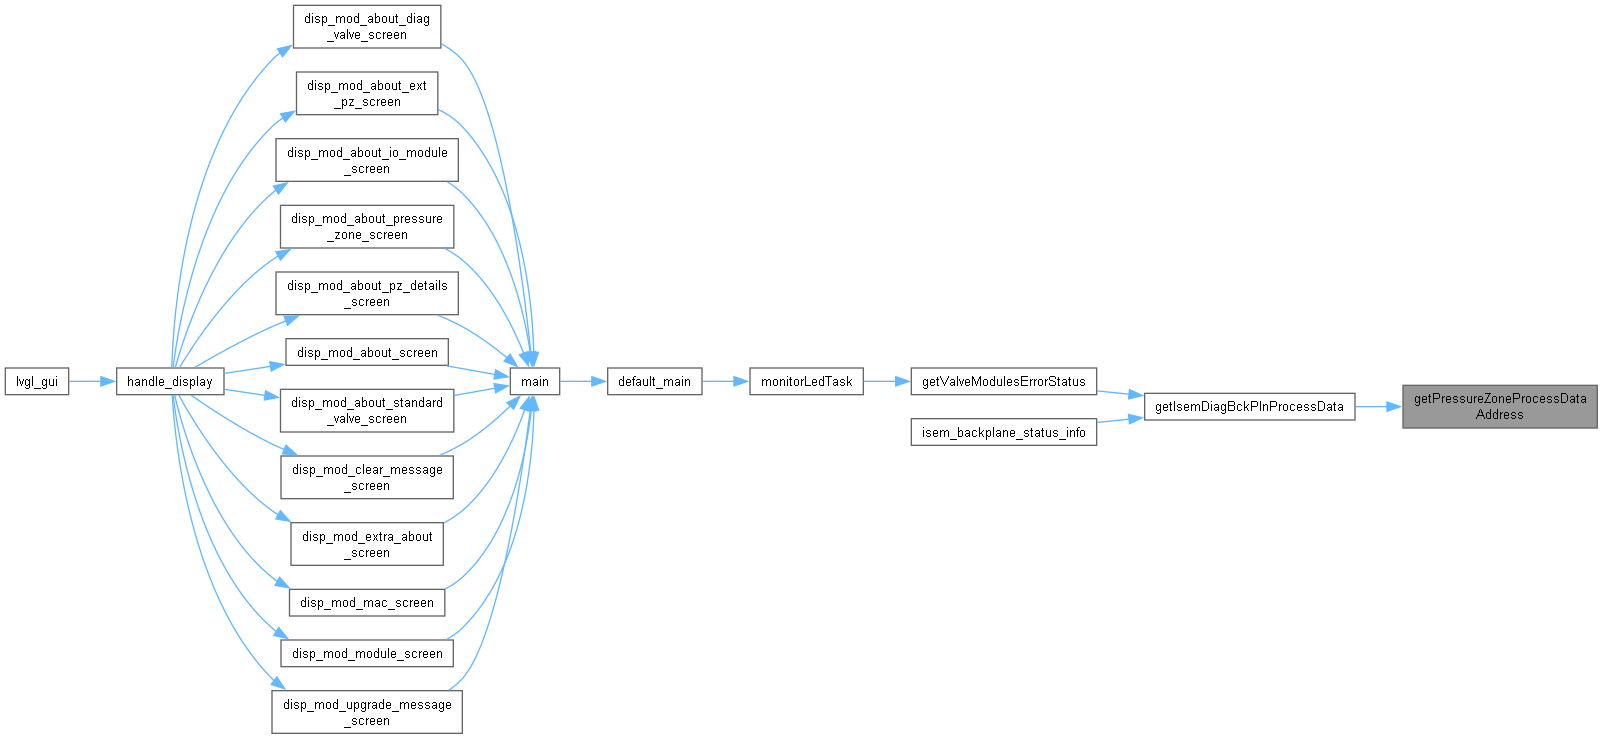 disp_mod_about_diag
_valve_screen
disp_mod_about_ext
_pz_screen
disp_mod_about_io_module
_screen
disp_mod_about_pressure
_zone_screen
disp_mod_about_pz_details
_screen
disp_mod_about_screen
lvgl_gui
handle_display
disp_mod_about_standard
_valve_screen
disp_mod_clear_message
_screen
disp_mod_extra_about
_screen
disp_mod_mac_screen
disp_mod_module_screen
disp_mod_upgrade_message
_screen
main
default_main
monitorLedTask
getValveModulesErrorStatus
isem_backplane_status_info
getIsemDiagBckPlnProcessData
getPressureZoneProcessData
Address